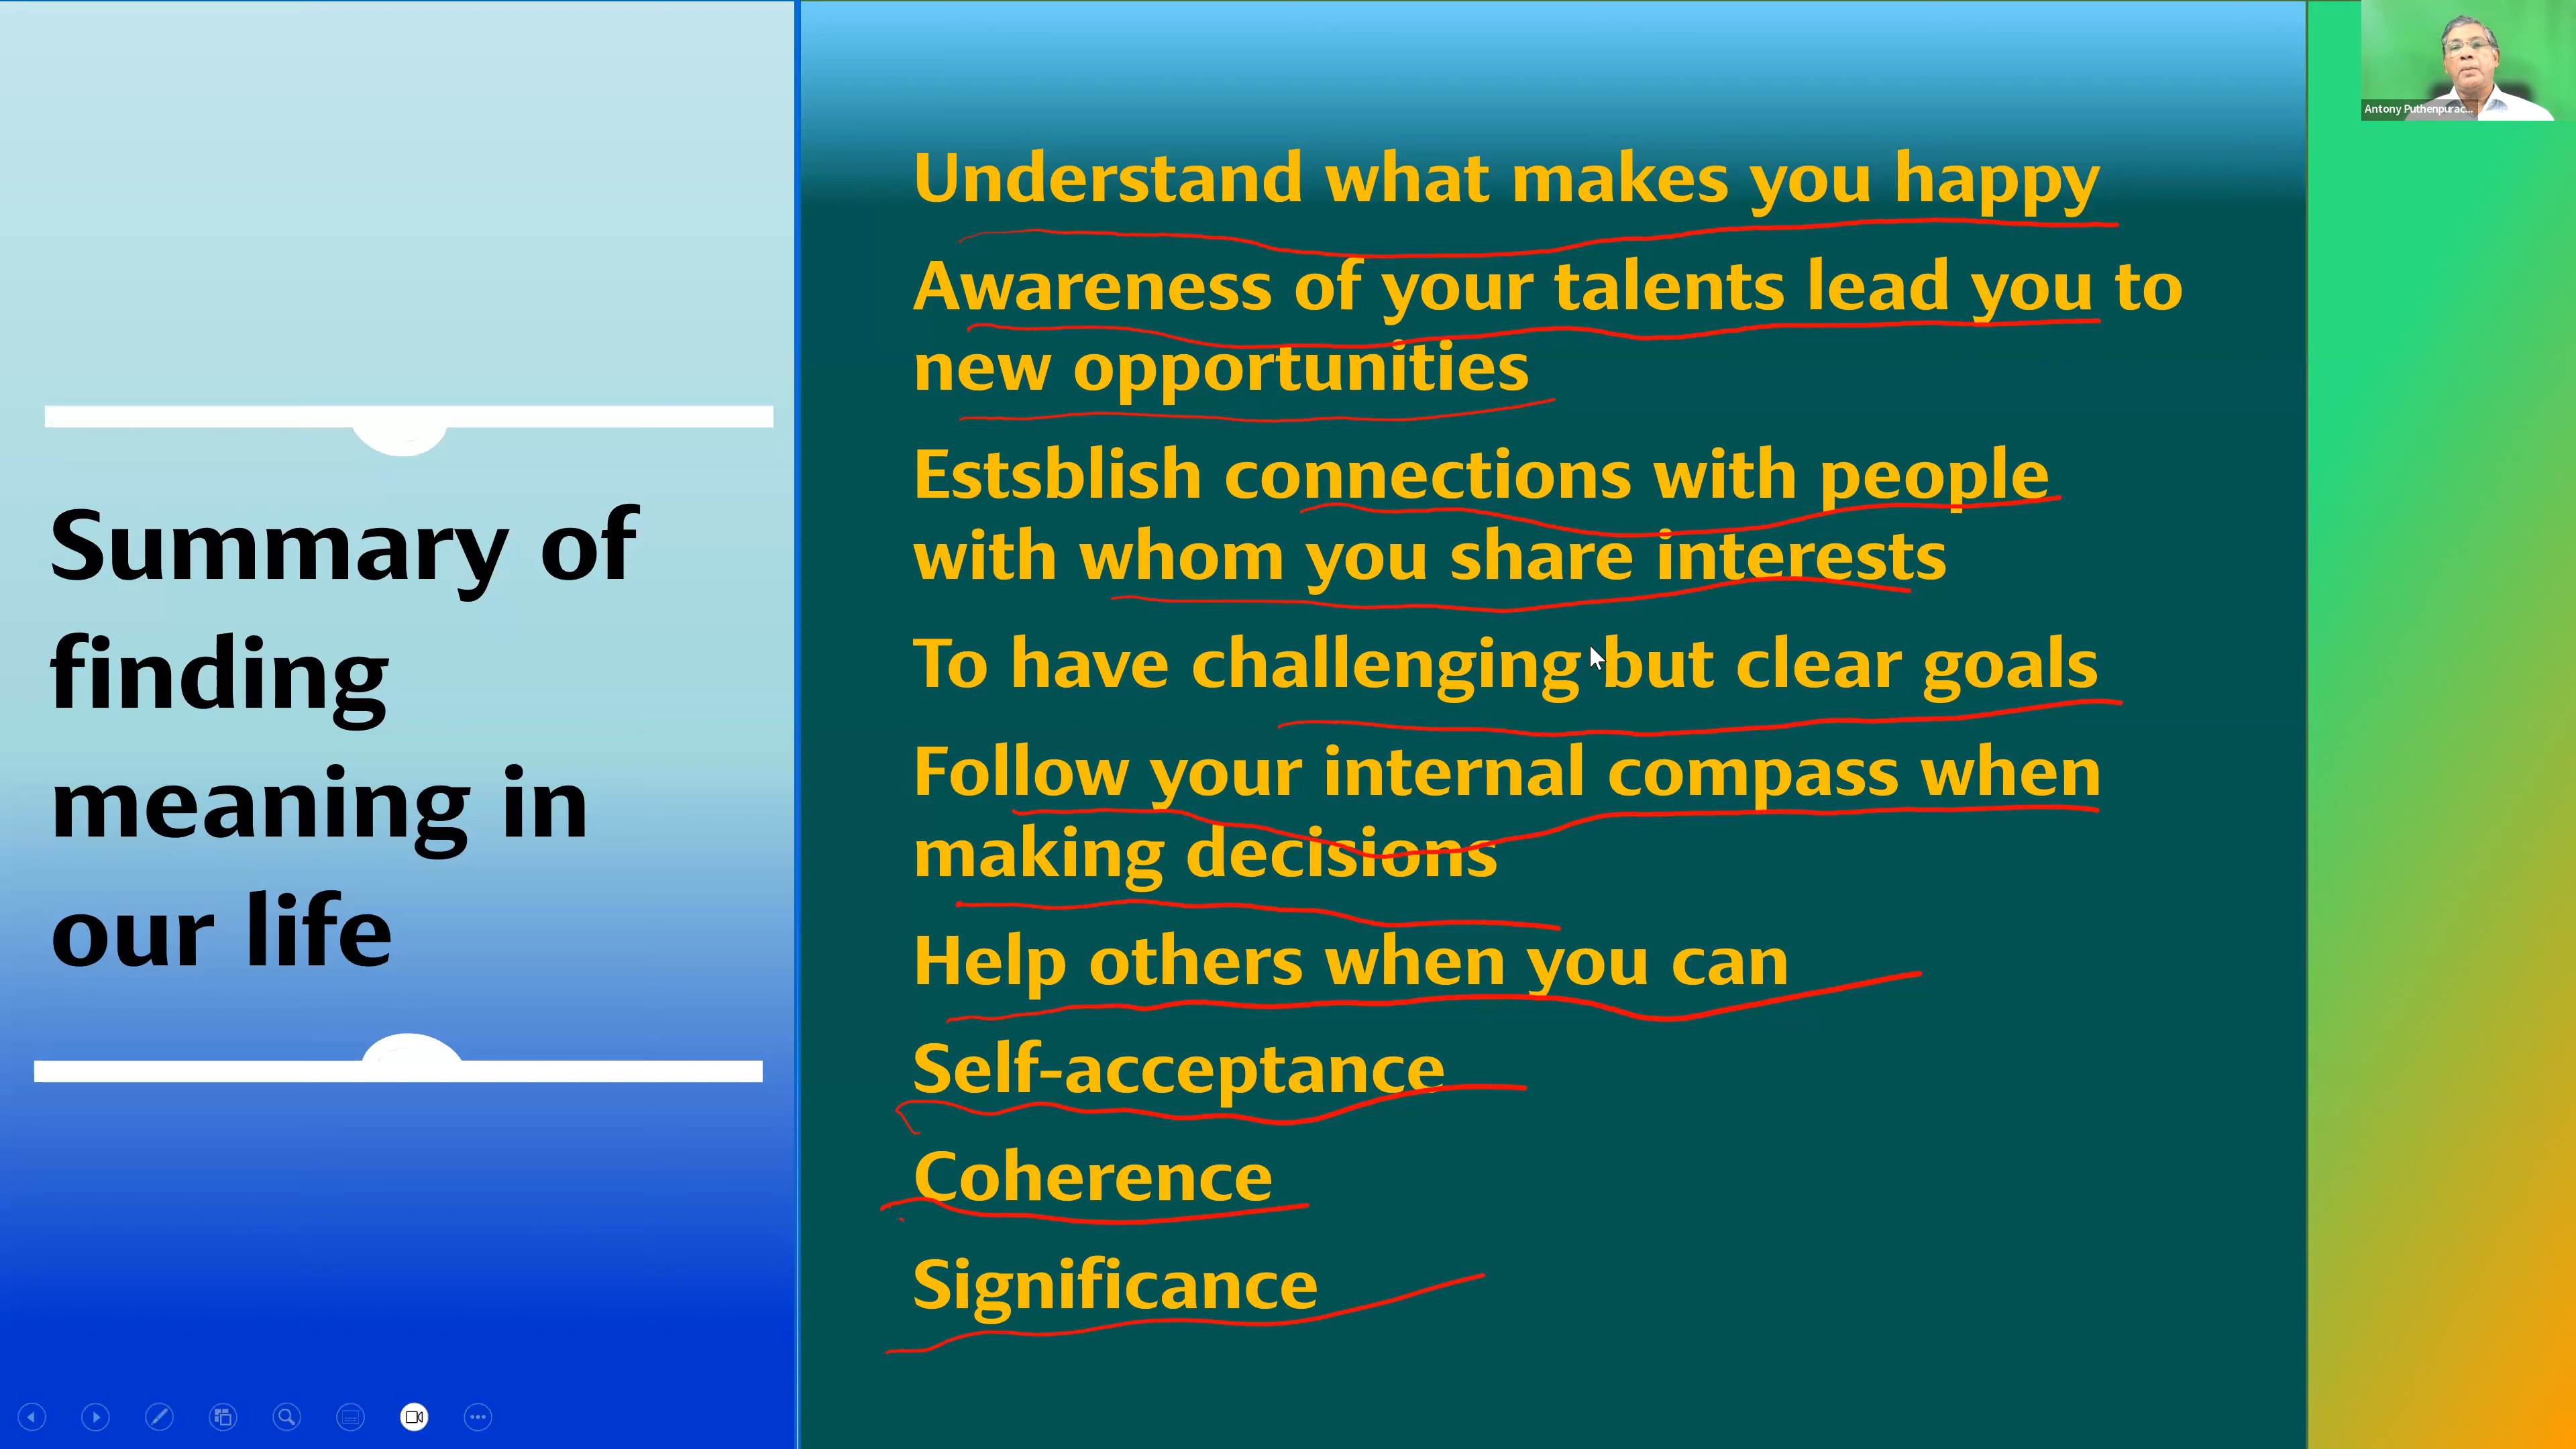 Summary of
finding
meaning in
our life
Understand what makes you happy
Awareness of your talents lead you to
new opportunities
Estsblish connections with people
with whom you share interests
To have challenging but clear goals
Follow your internal compass when
making decisions
Help others when you can
Self-acceptance
Coherence
Significance
Antony Puthenpurac...